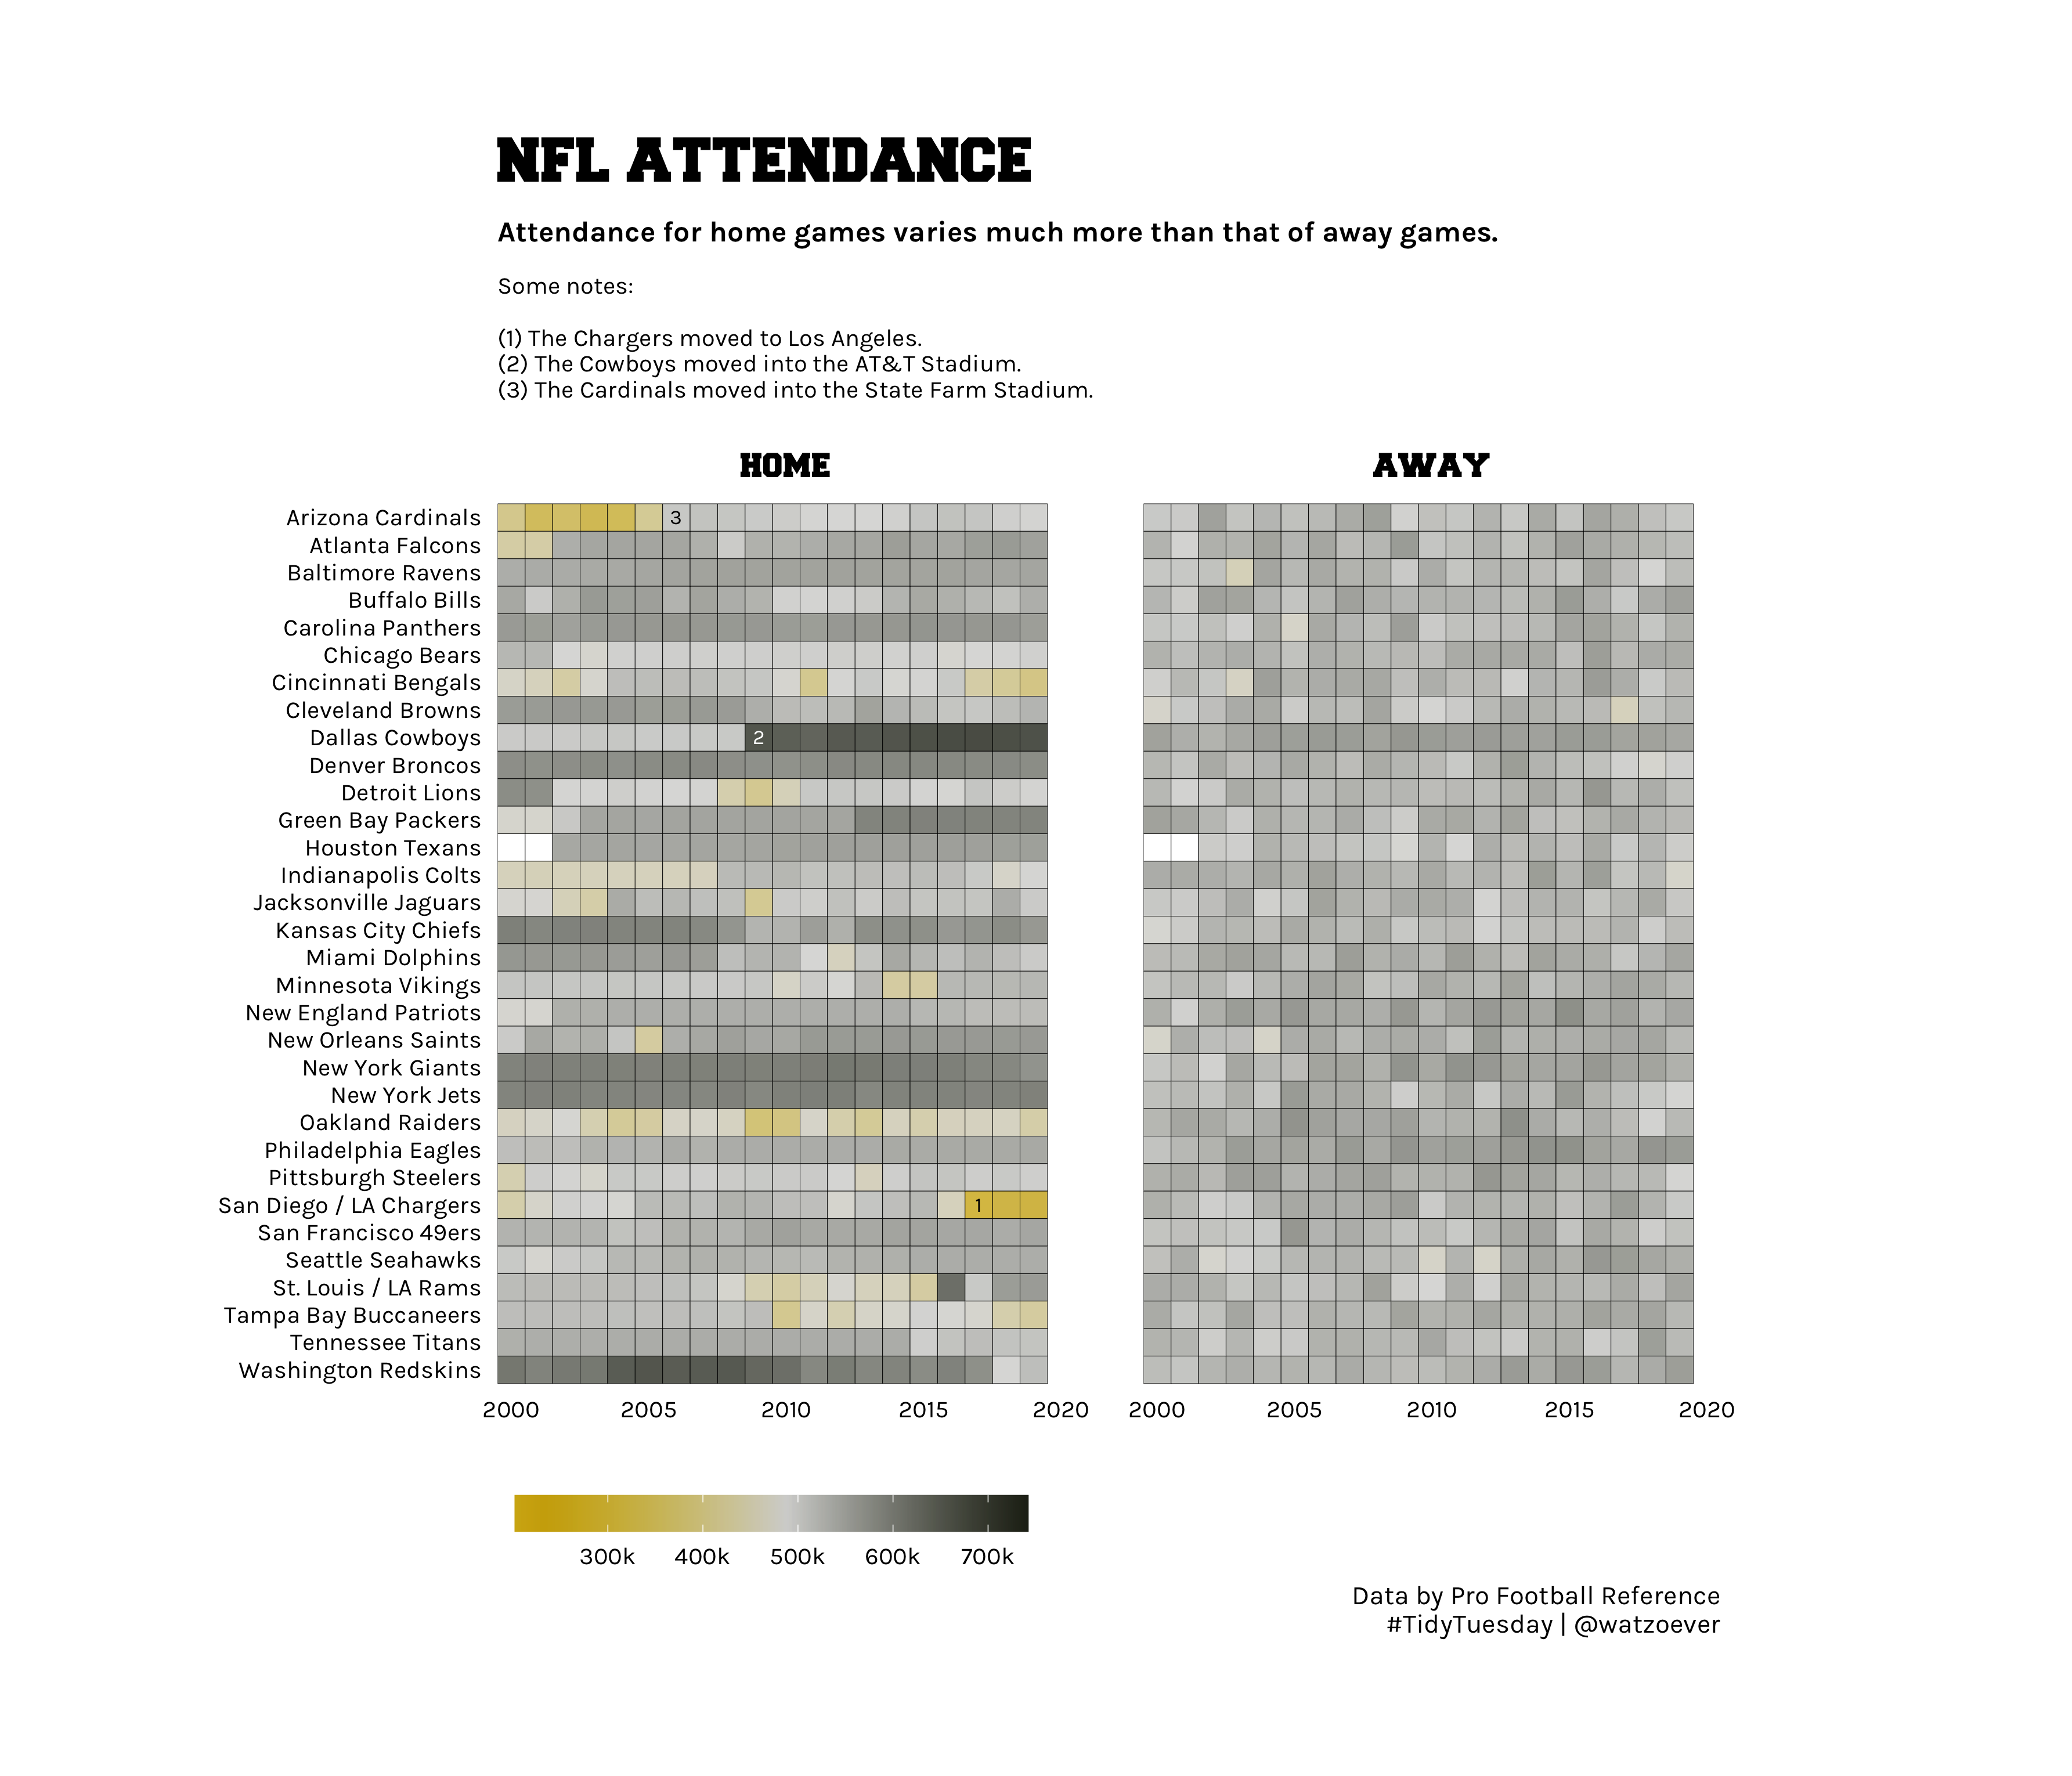 NFL ATTENDANCE
Attendance for home games varies much more than that of away games.
Some notes:
(1) The Chargers moved to Los Angeles.
(2) The Cowboys moved into the AT&T Stadium.
(3) The Cardinals moved into the State Farm Stadium.
HOME AWAY
Arizona Cardinals 3
Atlanta Falcons
Baltimore Ravens
Buffalo Bills
Carolina Panthers
Chicago Bears
Cincinnati Bengals
Cleveland Browns
Dallas Cowboys 2
Denver Broncos
Detroit Lions
Green Bay Packers
Houston Texans
Indianapolis Colts
Jacksonville Jaguars
Kansas City Chiefs
Miami Dolphins
Minnesota Vikings
New England Patriots
New Orleans Saints
New York Giants
New York Jets
Oakland Raiders
Philadelphia Eagles
Pittsburgh Steelers
San Diego / LA Chargers 1
San Francisco 49ers
Seattle Seahawks
St. Louis / LA Rams
Tampa Bay Buccaneers
Tennessee Titans
Washington Redskins
2000 2005 2010 2015 2020 2000 2005 2010 2015 2020
300k 400k 500k 600k 700k
Data by Pro Football Reference
#TidyTuesday | @watzoever